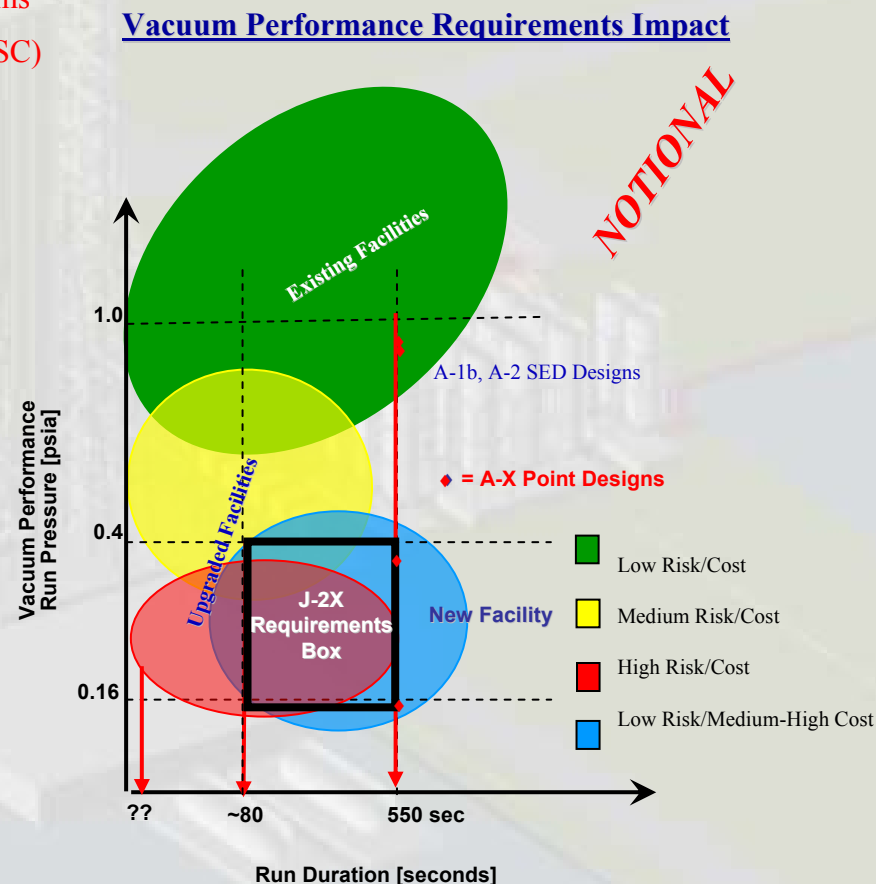 ns
SC)
Vacuum Performance Requirements Impact
NOTIONAL
Existing Facilities
1.0
A-1b, A-2 SED Designs
= A-X Point Designs
Vacuum Performance
Run Pressure [psia]
Upgraded Facilities
0.4
J-2X
Requirements
Box
New Facility
0.16
Low Risk/Cost
Medium Risk/Cost
High Risk/Cost
Low Risk/Medium-High Cost
??
~80
550 sec
Run Duration [seconds]